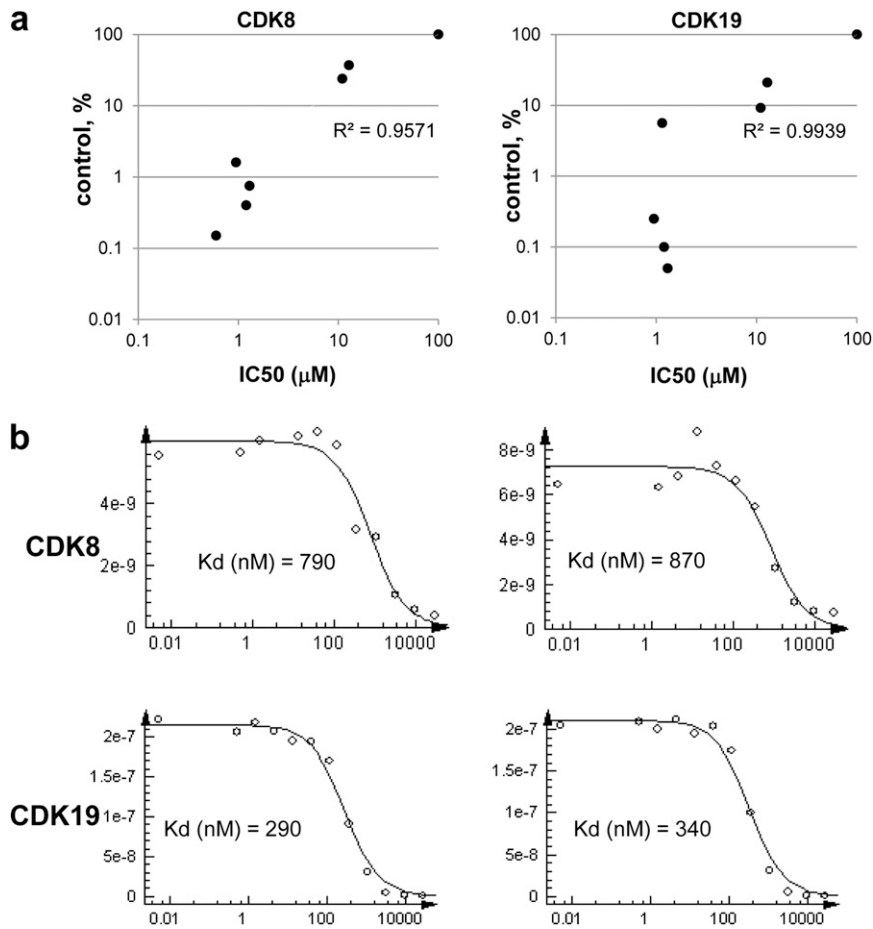 a
CDK8
CDK19
control, %
100
10
1
0.1
0.01
R² = 0.9571
0.1
1
10
100
IC50 (μM)
control, %
100
10
1
0.1
0.01
R² = 0.9939
0.1
1
10
100
IC50 (μM)
b
CDK8
4e-9
2e-9
0
Kd (nM) = 790
0.01
1
100
10000
8e-9
6e-9
4e-9
2e-9
0
Kd (nM) = 870
0.01
1
100
10000
CDK19
2e-7
1.5e-7
1e-7
5e-8
0
Kd (nM) = 290
0.01
1
100
10000
2e-7
1.5e-7
1e-7
5e-8
0
Kd (nM) = 340
0.01
1
100
10000